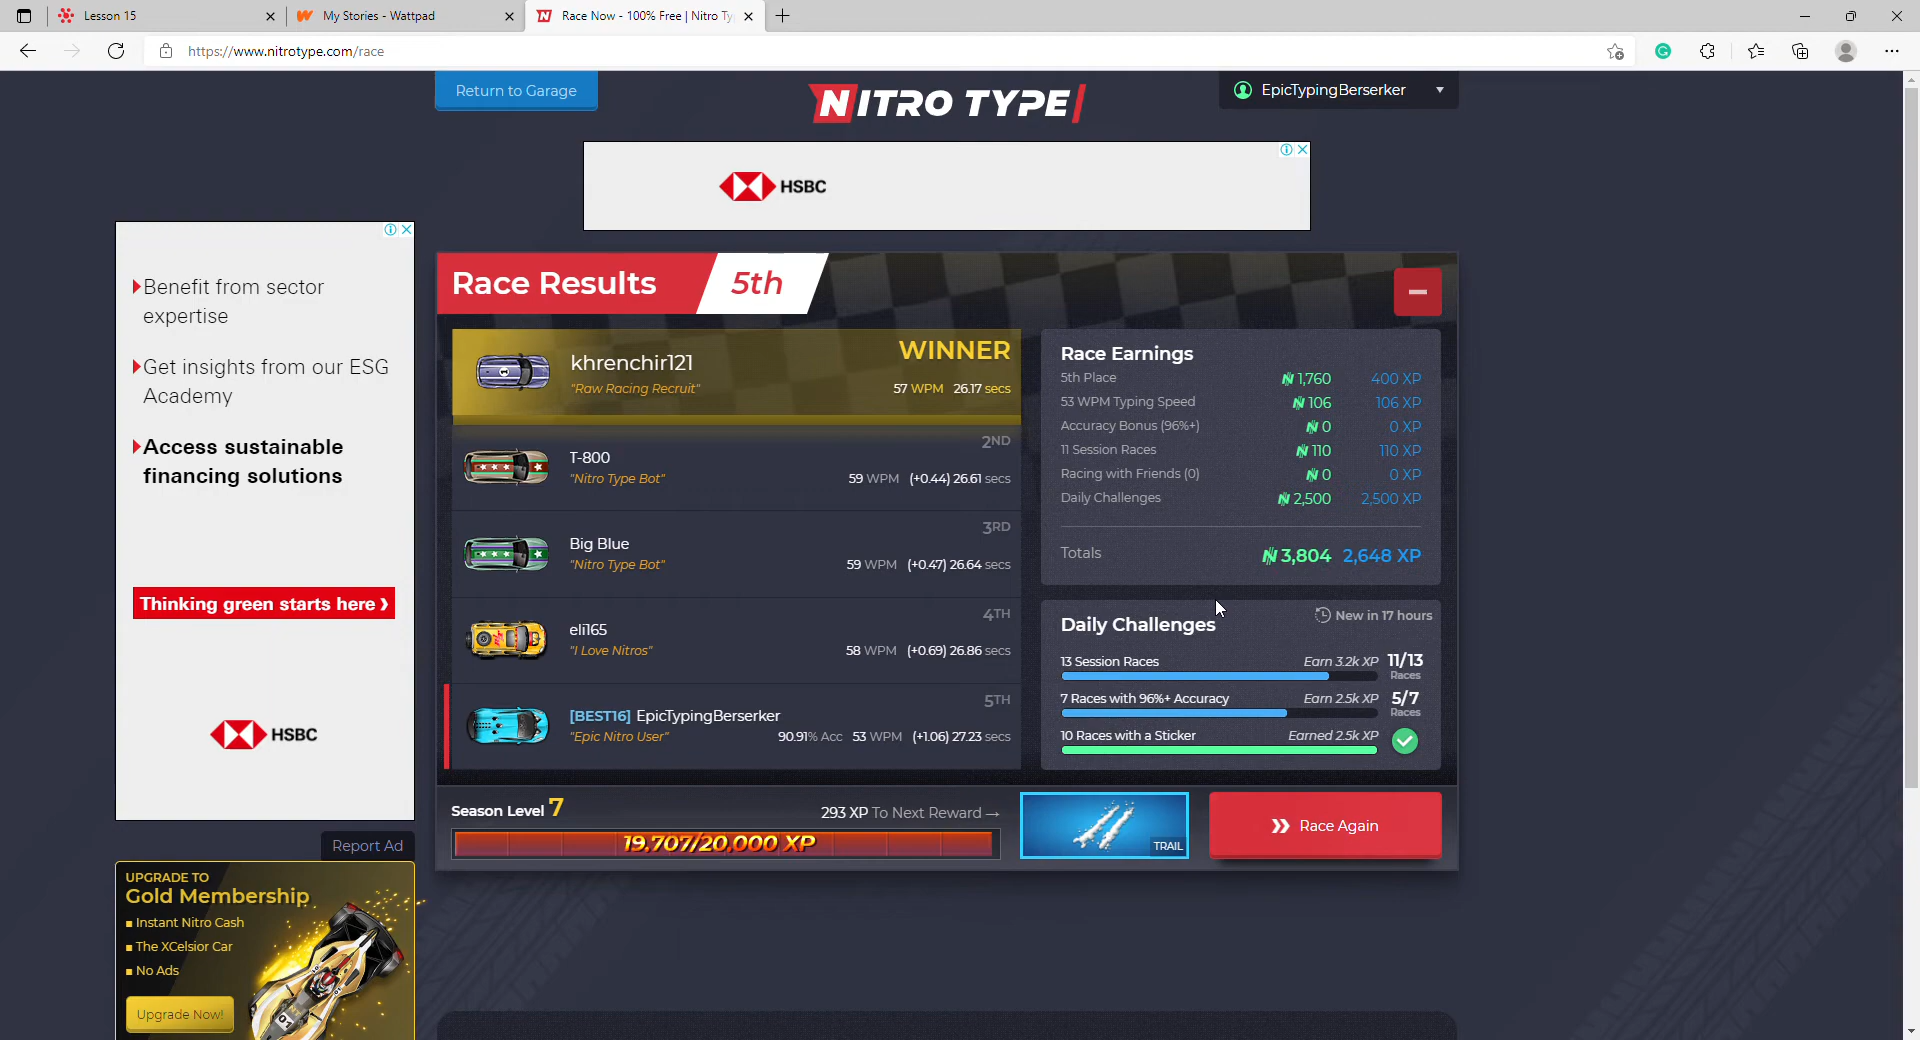 Lesson 15
My Stories - Wattpad
Race Now - 100% Free | Nitro Ty
https://www.nitrotype.com/race
Return to Garage
NITRO TYPE
EpicTypingBerserker
HSBC
Benefit from sector
expertise
Get insights from our ESG
Academy
Access sustainable
financing solutions
Thinking green starts here ❯
HSBC
Report Ad
UPGRADE TO
Gold Membership
Instant Nitro Cash
The XCelsior Car
No Ads
Upgrade Now!
01
Race Results 5th
khrenchir121
WINNER
"Raw Racing Recruit"
57 WPM 26.17 secs
2ND
T-800
"Nitro Type Bot"
59 WPM (+0.44) 26.61 secs
3RD
Big Blue
"Nitro Type Bot"
59 WPM (+0.47) 26.64 secs
4TH
eli165
"I Love Nitros"
58 WPM (+0.69) 26.86 secs
5TH
[BEST16] EpicTypingBerserker
"Epic Nitro User"
90.91% Acc 53 WPM (+1.06) 27.23 secs
Race Earnings
5th Place N 1,760 400 XP
53 WPM Typing Speed N 106 106 XP
Accuracy Bonus (96%+) N 0 0 XP
11 Session Races N 110 110 XP
Racing with Friends (0) N 0 0 XP
Daily Challenges N 2,500 2,500 XP
Totals N 3,804 2,648 XP
Daily Challenges New in 17 hours
13 Session Races Earn 3.2k XP 11/13
Races
7 Races with 96%+ Accuracy Earn 2.5k XP 5/7
Races
10 Races with a Sticker Earned 2.5k XP
Season Level 7
293 XP To Next Reward →
19,707/20,000 XP
TRAIL
Race Again